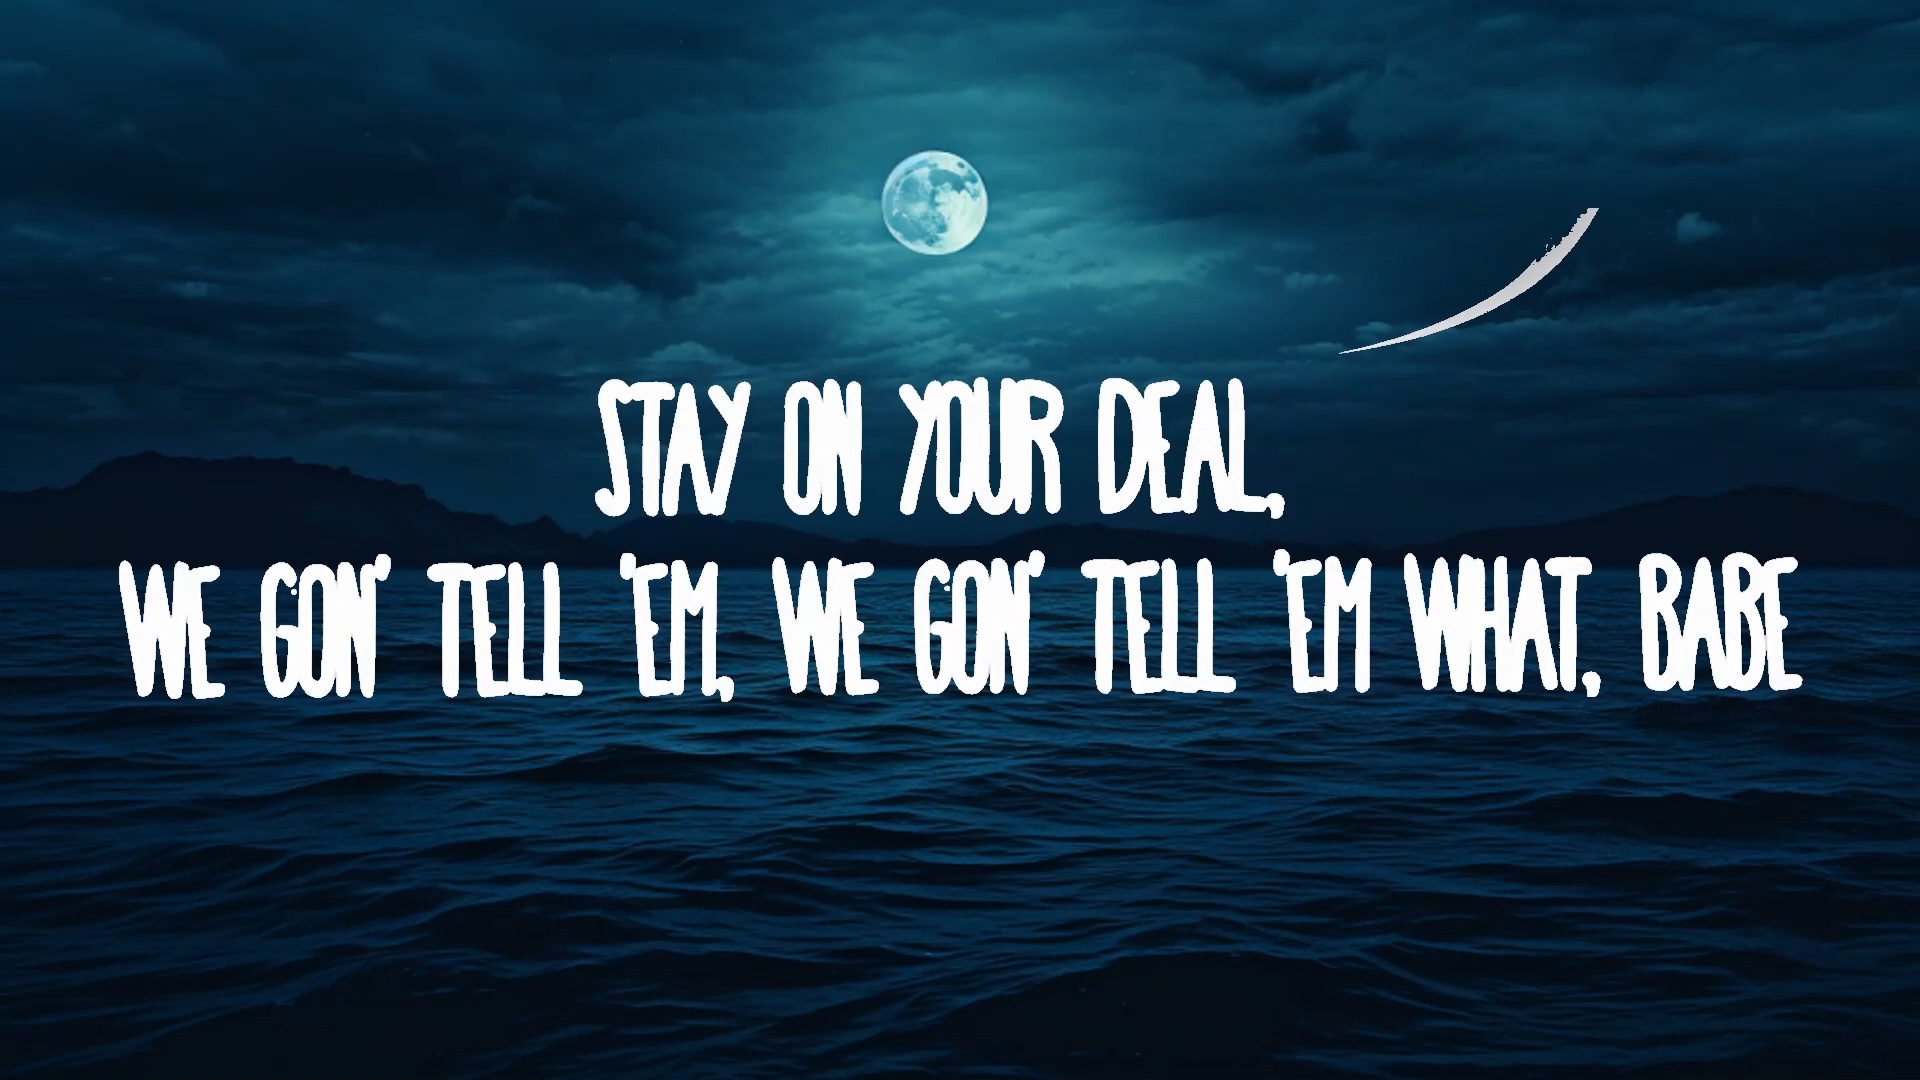 STAY ON YOUR DEAL,
WE GON' TELL 'EM, WE GON' TELL 'EM WHAT, BABE